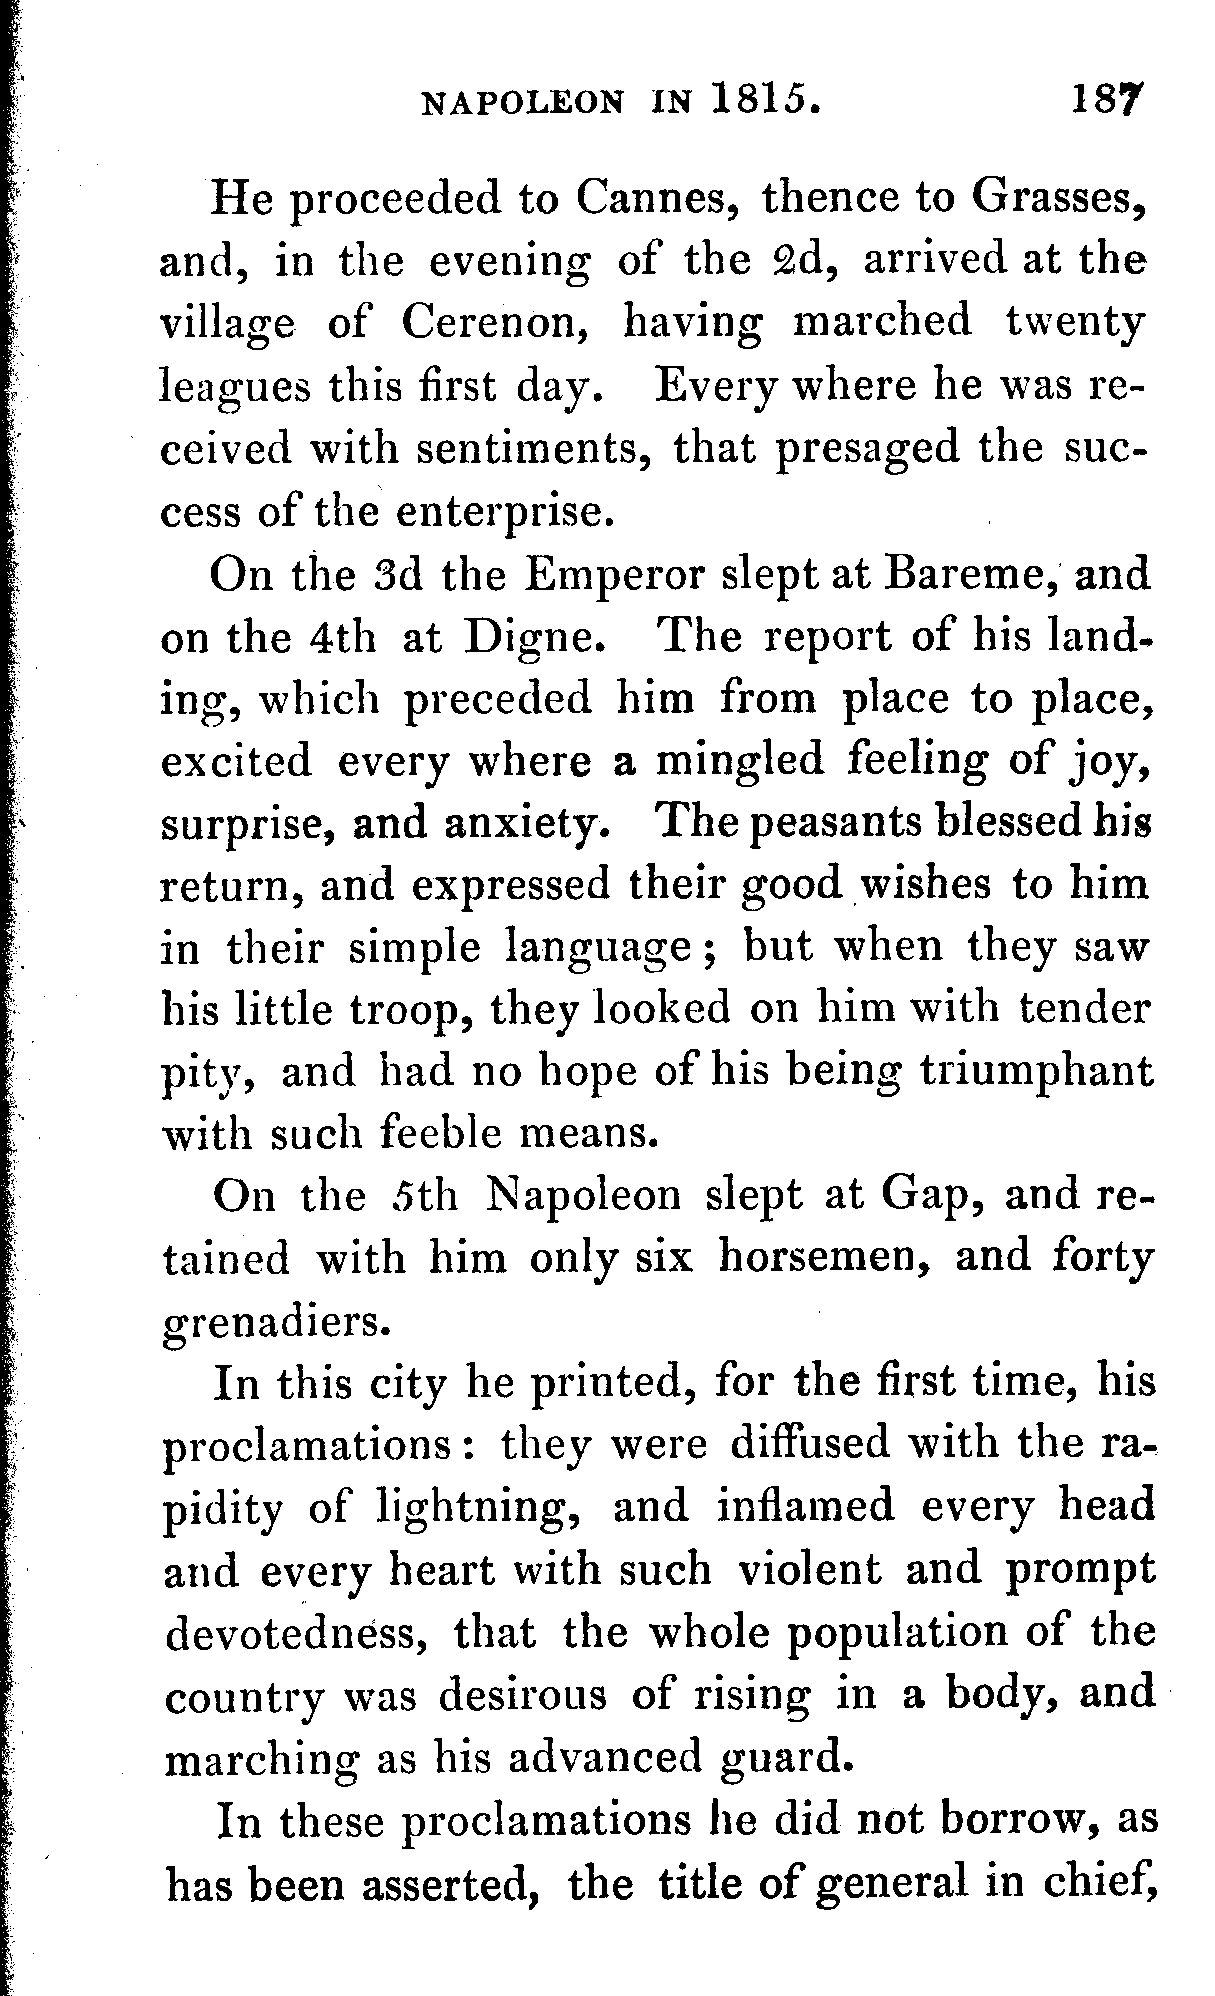 NAPOLEON IN 1815. 187
He proceeded to Cannes, thence to Grasses,
and, in the evening of the 2d, arrived at the
village of Cerenon, having marched twenty
leagues this first day. Every where he was re-
ceived with sentiments, that presaged the suc-
cess of the enterprise.
On the 3d the Emperor slept at Bareme, and
on the 4th at Digne. The report of his land-
ing, which preceded him from place to place,
excited every where a mingled feeling of joy,
surprise, and anxiety. The peasants blessed his
return, and expressed their good wishes to him
in their simple language; but when they saw
his little troop, they looked on him with tender
pity, and had no hope of his being triumphant
with such feeble means.
On the 5th Napoleon slept at Gap, and re-
tained with him only six horsemen, and forty
grenadiers.
In this city he printed, for the first time, his
proclamations: they were diffused with the ra-
pidity of lightning, and inflamed every head
and every heart with such violent and prompt
devotedness, that the whole population of the
country was desirous of rising in a body, and
marching as his advanced guard.
In these proclamations he did not borrow, as
has been asserted, the title of general in chief,